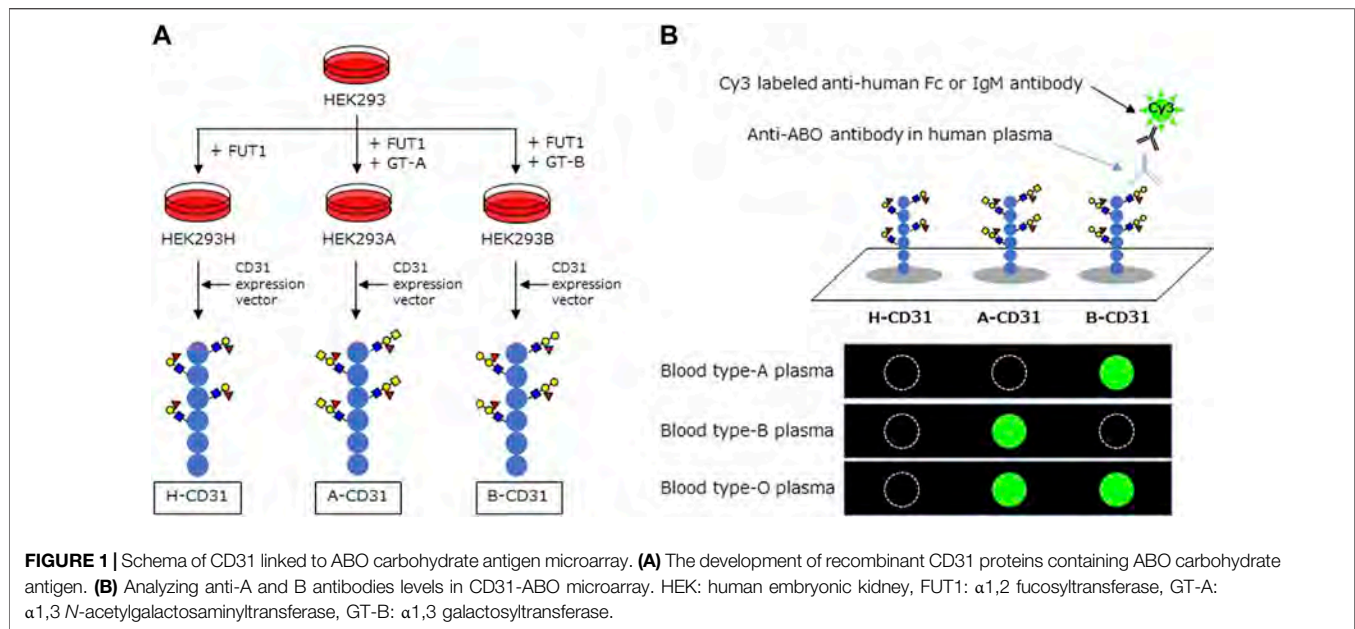 A
HEK293
+ FUT1
+ FUT1
+ GT-A
+ FUT1
+ GT-B
HEK293H
HEK293A
HEK293B
CD31
expression
vector
CD31
expression
vector
CD31
expression
vector
H-CD31
A-CD31
B-CD31
B
Cy3 labeled anti-human Fc or IgM antibody
Cy3
Anti-ABO antibody in human plasma
H-CD31
A-CD31
B-CD31
Blood type-A plasma
Blood type-B plasma
Blood type-O plasma
FIGURE 1 | Schema of CD31 linked to ABO carbohydrate antigen microarray. (A) The development of recombinant CD31 proteins containing ABO carbohydrate
antigen. (B) Analyzing anti-A and B antibodies levels in CD31-ABO microarray. HEK: human embryonic kidney, FUT1: α1,2 fucosyltransferase, GT-A:
α1,3 N-acetylgalactosaminyltransferase, GT-B: α1,3 galactosyltransferase.